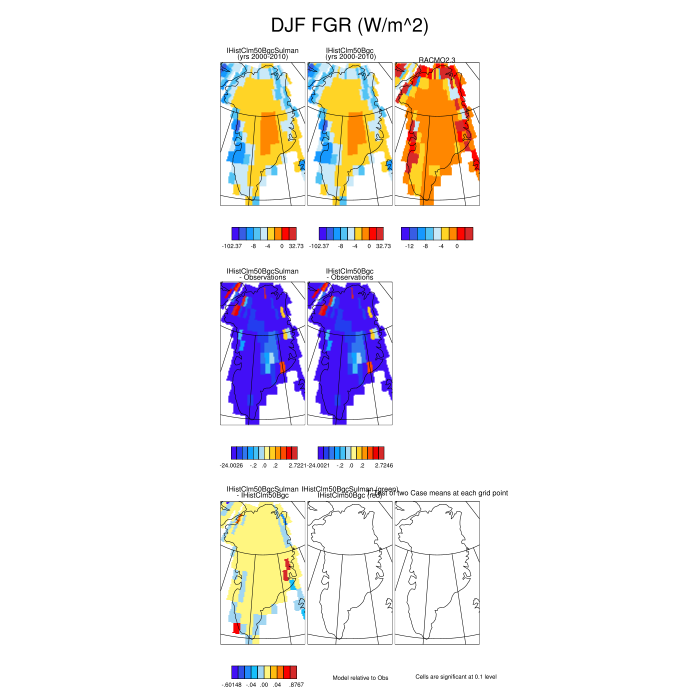 DJF FGR (W/m^2)
IHistClm50BgcSulman
(yrs 2000-2010)
IHistClm50Bgc
(yrs 2000-2010)
RACMO2.3
-102.37 -8 -4 0 32.73
-102.37 -8 -4 0 32.73
-12 -8 -4 0
IHistClm50BgcSulman
- Observations
IHistClm50Bgc
- Observations
-24.0026 -.2 .0 .2 2.7221
-24.0021 -.2 .0 .2 2.7246
IHistClm50BgcSulman
- IHistClm50Bgc
IHistClm50BgcSulman (green)
IHistClm50Bgc (red)
of two Case means at each grid point
-.60148 -.04 .00 .04 .8767
Model relative to Obs
Cells are significant at 0.1 level